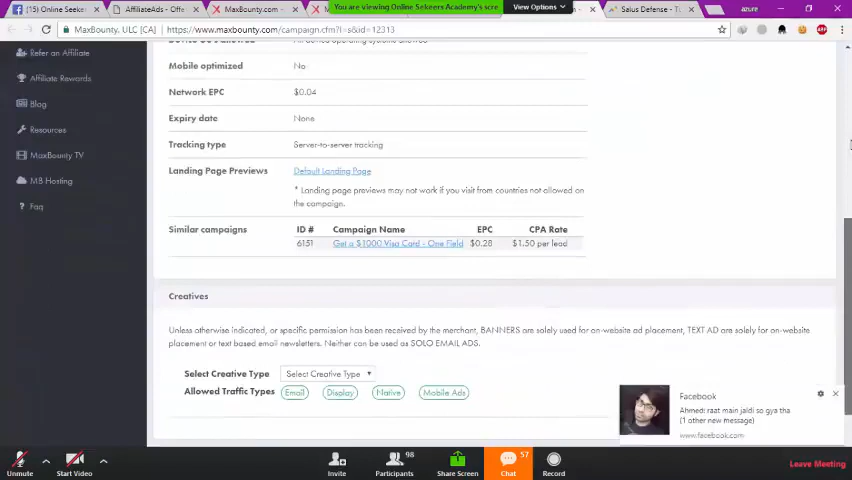 (15) Online Seekers
AffiliateAds - Offe
MaxBounty.com -
You are viewing Online Sekeers Academy's scre
View Options
Salus Defense - T
azure
MaxBounty, ULC [CA]
https://www.maxbounty.com/campaign.cfm?l=s&id=12313
Refer an Affiliate
Affiliate Rewards
Blog
Resources
MaxBounty TV
MB Hosting
Faq
Mobile optimized No
Network EPC $0.04
Expiry date None
Tracking type Server-to-server tracking
Landing Page Previews Default Landing Page
* Landing page previews may not work if you visit from countries not allowed on
the campaign.
Similar campaigns ID # Campaign Name EPC CPA Rate
6151 Get a $1000 Visa Card - One Field $0.28 $1.50 per lead
Creatives
Unless otherwise indicated, or specific permission has been received by the merchant, BANNERS are solely used for on-website ad placement, TEXT AD are solely for on-website
placement or text based email newsletters. Neither can be used as SOLO EMAIL ADS.
Select Creative Type Select Creative Type
Allowed Traffic Types Email Display Native Mobile Ads
Facebook
Ahmed: raat main jaldi so gya tha
(1 other new message)
www.facebook.com
Unmute
Start Video
Invite
98
Participants
Share Screen
57
Chat
Record
Leave Meeting